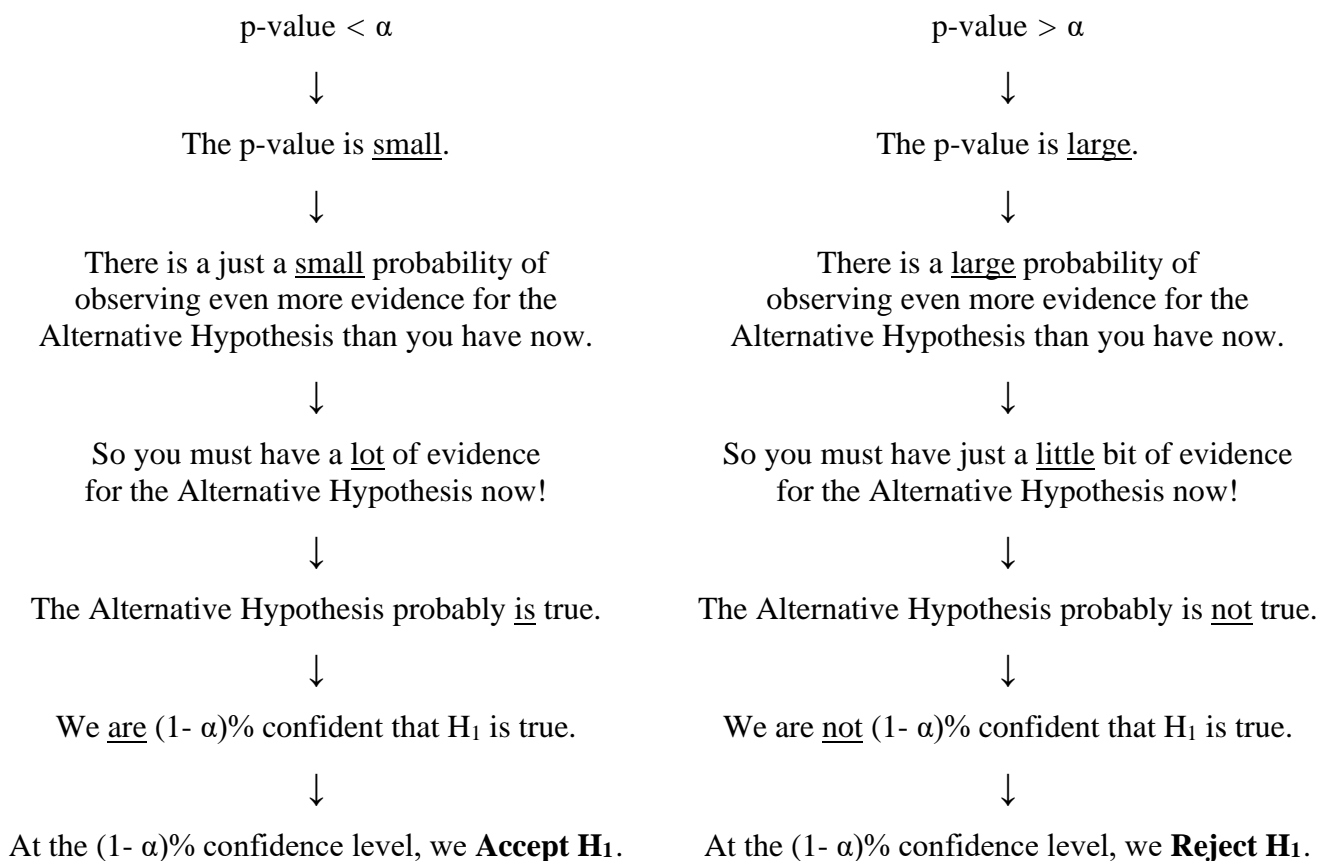 p-value < α
↓
The p-value is small.
↓
There is a just a small probability of
observing even more evidence for the
Alternative Hypothesis than you have now.
↓
So you must have a lot of evidence
for the Alternative Hypothesis now!
↓
The Alternative Hypothesis probably is true.
↓
We are (1- α)% confident that H₁ is true.
↓
At the (1- α)% confidence level, we Accept H₁.
p-value > α
↓
The p-value is large.
↓
There is a large probability of
observing even more evidence for the
Alternative Hypothesis than you have now.
↓
So you must have just a little bit of evidence
for the Alternative Hypothesis now!
↓
The Alternative Hypothesis probably is not true.
↓
We are not (1- α)% confident that H₁ is true.
↓
At the (1- α)% confidence level, we Reject H₁.